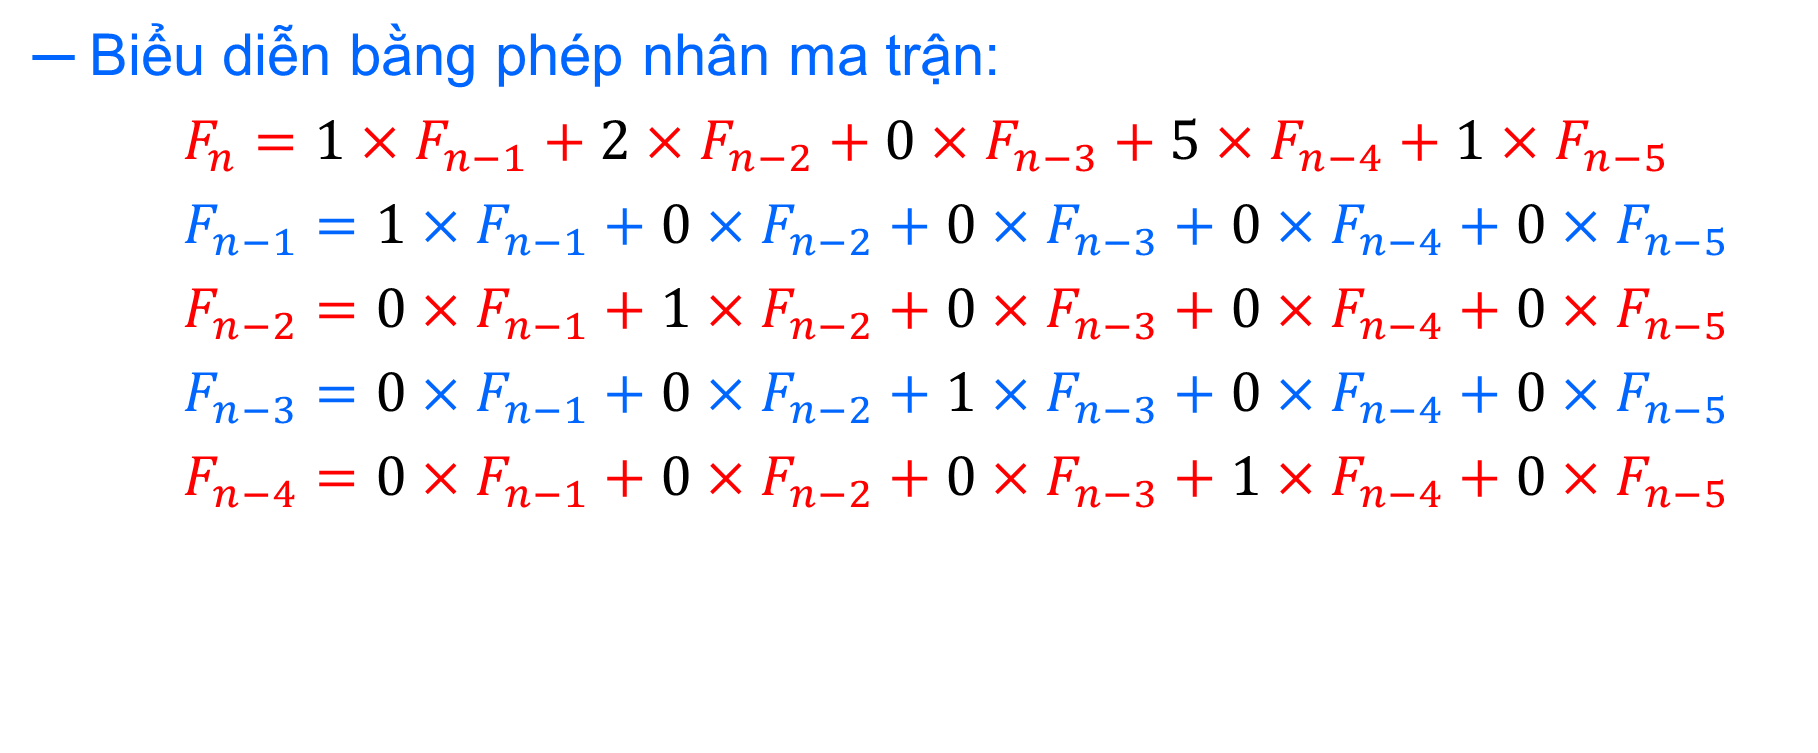 — Biểu diễn bằng phép nhân ma trận:
Fₙ = 1 × Fₙ₋₁ + 2 × Fₙ₋₂ + 0 × Fₙ₋₃ + 5 × Fₙ₋₄ + 1 × Fₙ₋₅
Fₙ₋₁ = 1 × Fₙ₋₁ + 0 × Fₙ₋₂ + 0 × Fₙ₋₃ + 0 × Fₙ₋₄ + 0 × Fₙ₋₅
Fₙ₋₂ = 0 × Fₙ₋₁ + 1 × Fₙ₋₂ + 0 × Fₙ₋₃ + 0 × Fₙ₋₄ + 0 × Fₙ₋₅
Fₙ₋₃ = 0 × Fₙ₋₁ + 0 × Fₙ₋₂ + 1 × Fₙ₋₃ + 0 × Fₙ₋₄ + 0 × Fₙ₋₅
Fₙ₋₄ = 0 × Fₙ₋₁ + 0 × Fₙ₋₂ + 0 × Fₙ₋₃ + 1 × Fₙ₋₄ + 0 × Fₙ₋₅